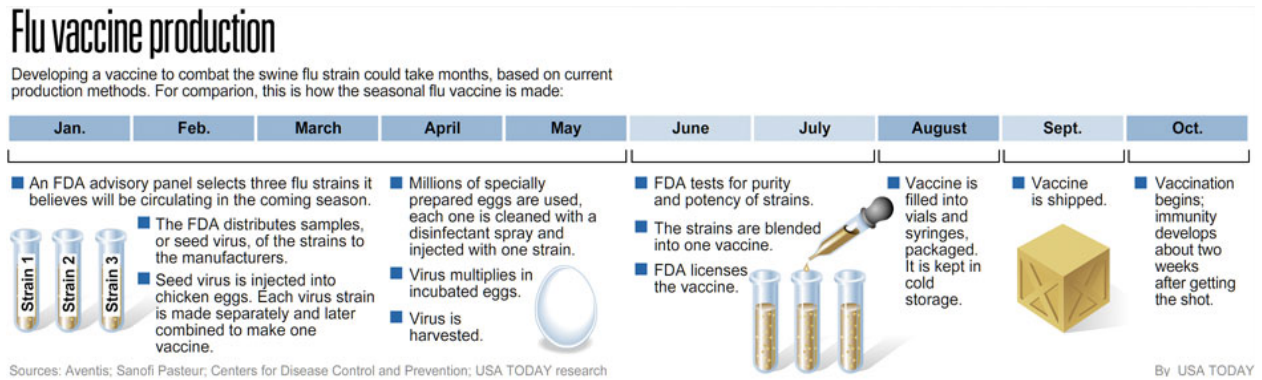 Flu vaccine production
Developing a vaccine to combat the swine flu strain could take months, based on current
production methods. For comparion, this is how the seasonal flu vaccine is made:
Jan.
Feb.
March
April
May
June
July
August
Sept.
Oct.
An FDA advisory panel selects three flu strains it
believes will be circulating in the coming season.
Strain 1
Strain 2
Strain 3
The FDA distributes samples,
or seed virus, of the strains to
the manufacturers.
Seed virus is injected into
chicken eggs. Each virus strain
is made separately and later
combined to make one
vaccine.
Millions of specially
prepared eggs are used,
each one is cleaned with a
disinfectant spray and
injected with one strain.
Virus multiplies in
incubated eggs.
Virus is
harvested.
FDA tests for purity
and potency of strains.
The strains are blended
into one vaccine.
FDA licenses
the vaccine.
Vaccine is
filled into
vials and
syringes,
packaged.
It is kept in
cold
storage.
Vaccine
is shipped.
Vaccination
begins;
immunity
develops
about two
weeks
after getting
the shot.
Sources: Aventis; Sanofi Pasteur; Centers for Disease Control and Prevention; USA TODAY research
By USA TODAY